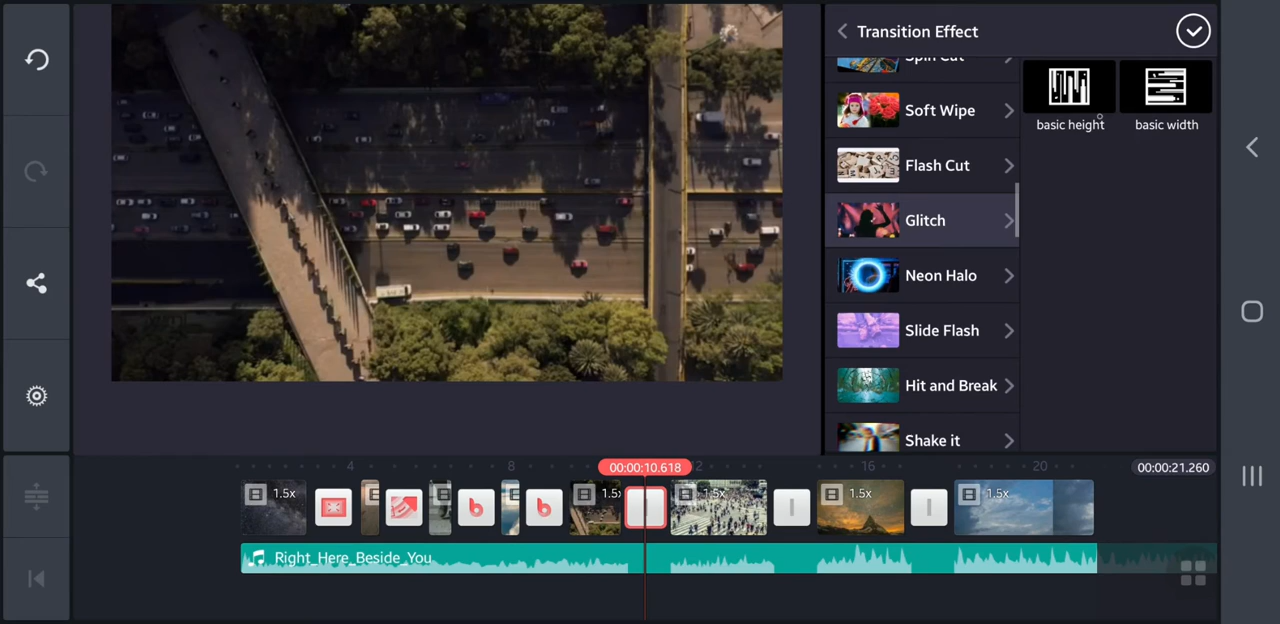 Transition Effect
Spin Cut
Soft Wipe
Flash Cut
Glitch
Neon Halo
Slide Flash
Hit and Break
Shake it
basic height
basic width
4
8
00:00:10.618
2
16
20
00:00:21.260
1.5x
1.5x
1.5x
1.5x
1.5x
Right_Here_Beside_You